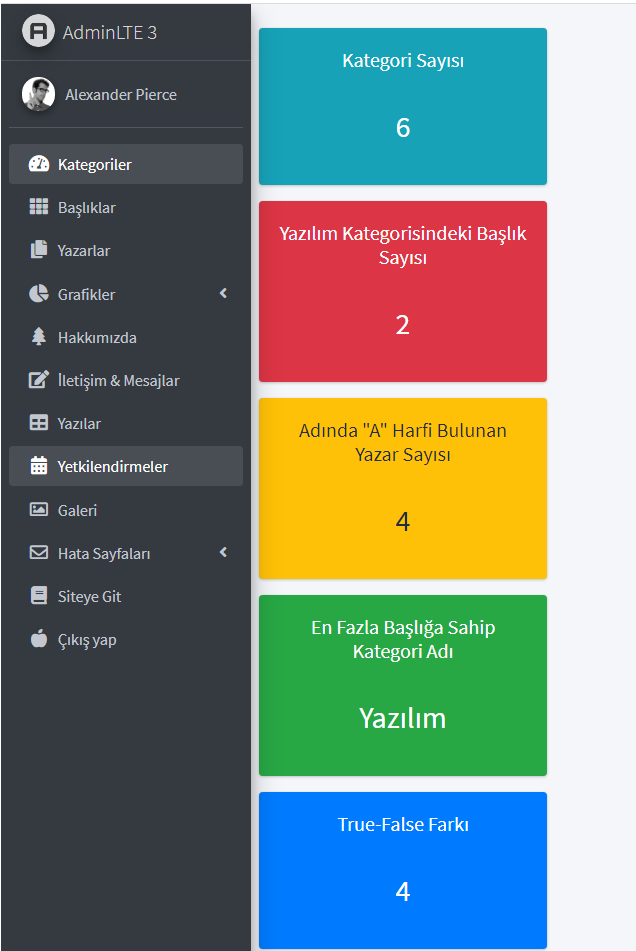 AdminLTE 3
Alexander Pierce
Kategoriler
Başlıklar
Yazarlar
Grafikler
Hakkımızda
İletişim & Mesajlar
Yazılar
Yetkilendirmeler
Galeri
Hata Sayfaları
Siteye Git
Çıkış yap
Kategori Sayısı
6
Yazılım Kategorisindeki Başlık
Sayısı
2
Adında "A" Harfi Bulunan
Yazar Sayısı
4
En Fazla Başlığa Sahip
Kategori Adı
Yazılım
True-False Farkı
4